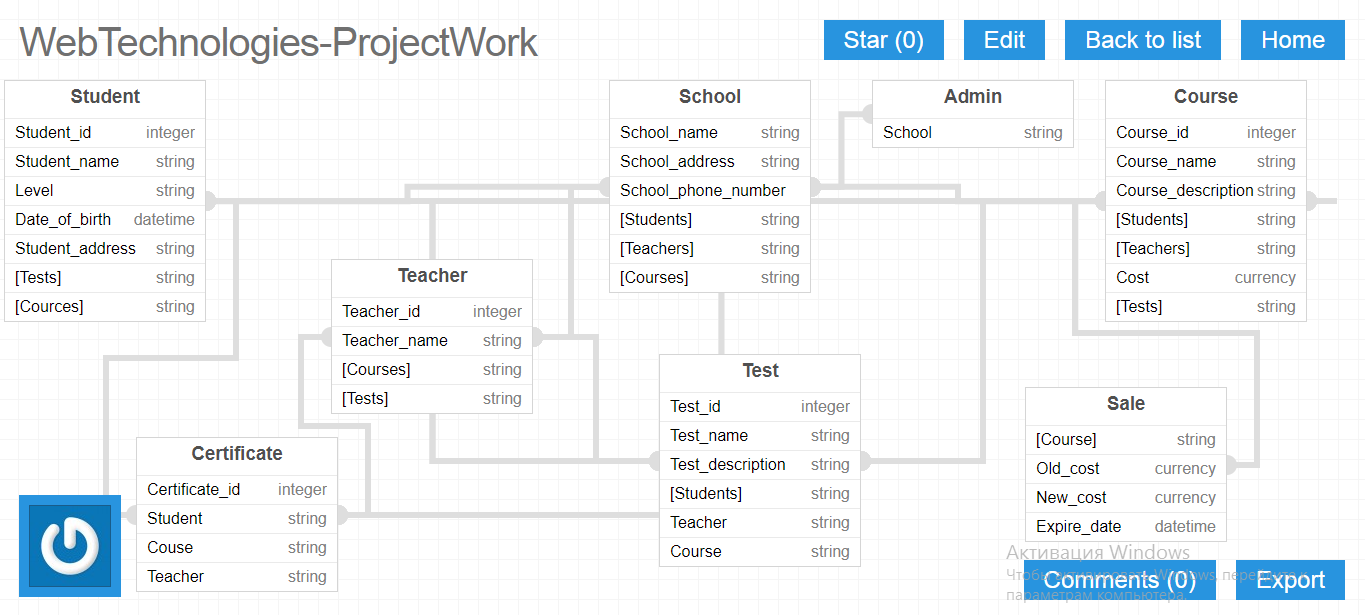 WebTechnologies-ProjectWork
Star (0)
Edit
Back to list
Home
Student
Student_id integer
Student_name string
Level string
Date_of_birth datetime
Student_address string
[Tests] string
[Cources] string
School
School_name string
School_address string
School_phone_number
[Students] string
[Teachers] string
[Courses] string
Admin
School string
Course
Course_id integer
Course_name string
Course_description string
[Students] string
[Teachers] string
Cost currency
[Tests] string
Teacher
Teacher_id integer
Teacher_name string
[Courses] string
[Tests] string
Test
Test_id integer
Test_name string
Test_description string
[Students] string
Teacher string
Course string
Sale
[Course] string
Old_cost currency
New_cost currency
Expire_date datetime
Certificate
Certificate_id integer
Student string
Couse string
Teacher string
Активация Windows
Чтобы активировать Windows, перейдите к
параметрам компьютера.
Comments (0)
Export